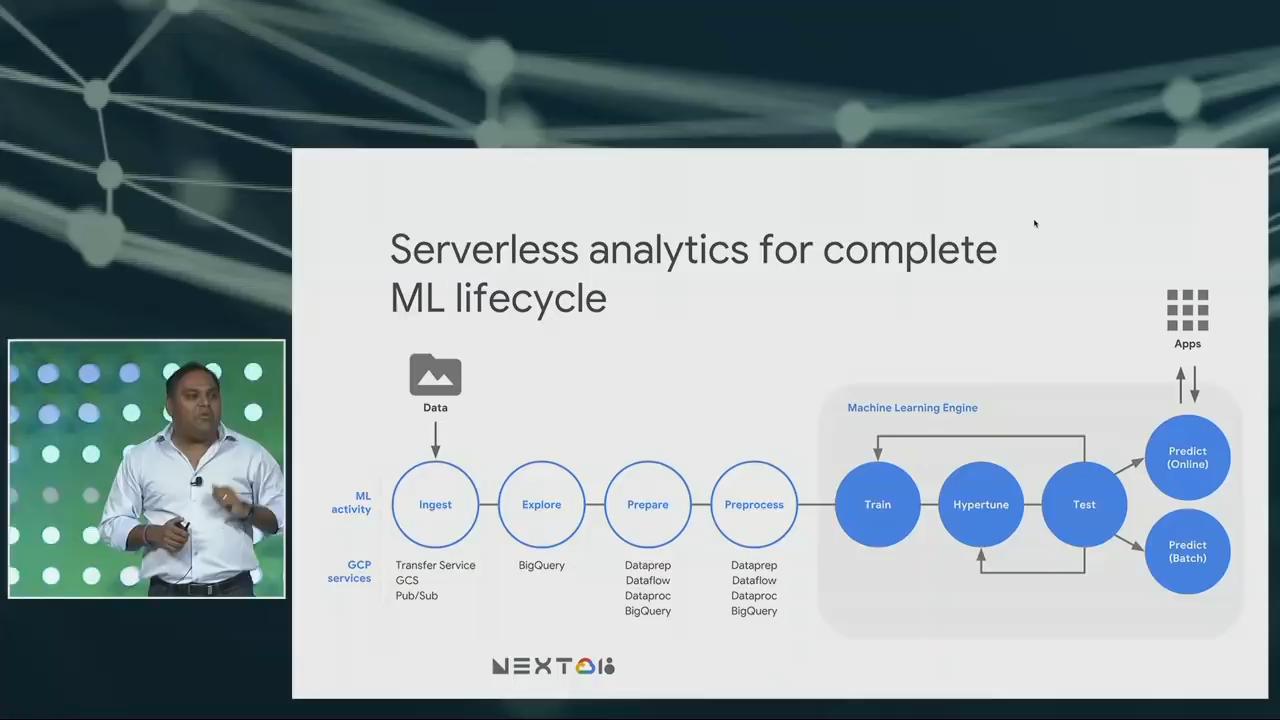 Serverless analytics for complete
ML lifecycle
Apps
Data
Machine Learning Engine
ML
activity
Ingest
Explore
Prepare
Preprocess
Train
Hypertune
Test
Predict
(Online)
Predict
(Batch)
GCP
services
Transfer Service
GCS
Pub/Sub
BigQuery
Dataprep
Dataflow
Dataproc
BigQuery
Dataprep
Dataflow
Dataproc
BigQuery
NEXT 18